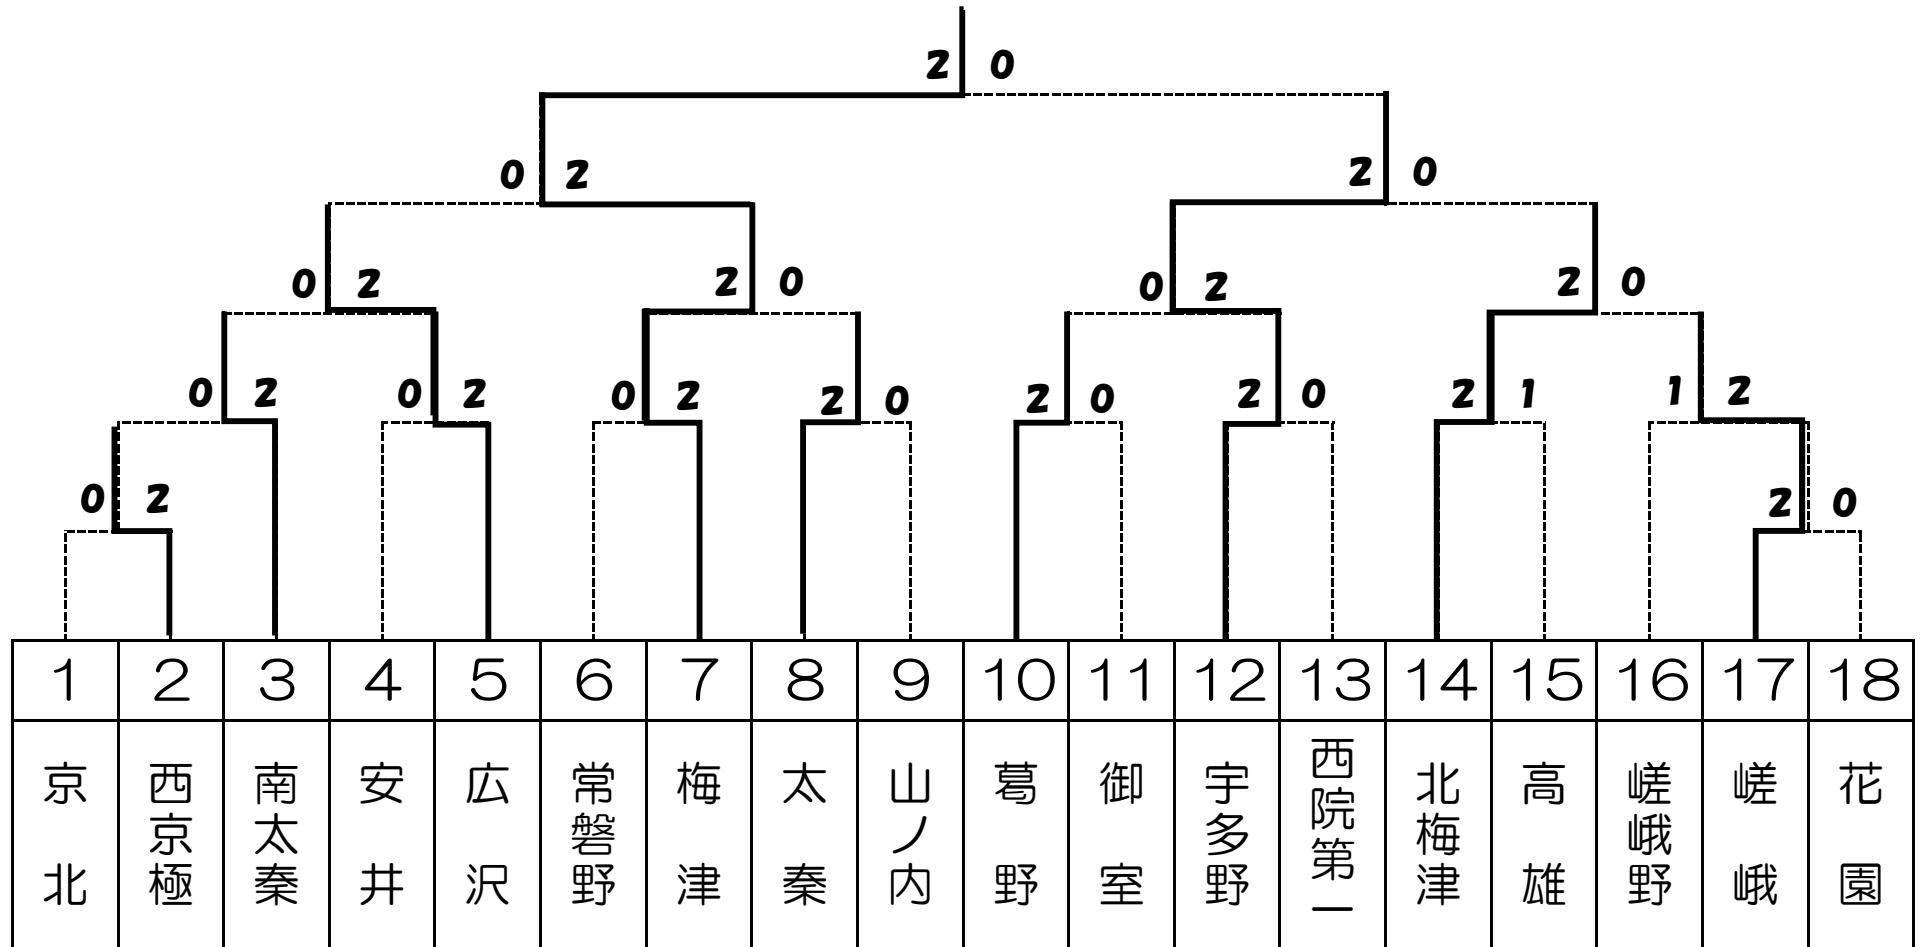 2 0
0 2 2 0
0 2 2 0 0 2 2 0
0 2 0 2 0 2 2 0 2 0 2 0 2 1 1 2
0 2 2 0
1 2 3 4 5 6 7 8 9 10 11 12 13 14 15 16 17 18
京北
西京極
南太秦
安井
広沢
常磐野
梅津
太秦
山ノ内
葛野
御室
宇多野
西院第一
北梅津
高雄
嵯峨野
嵯峨
花園